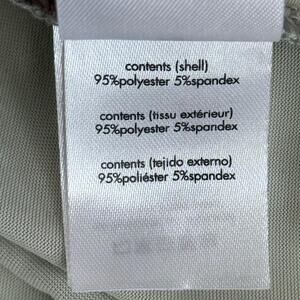 contents (shell)
95%polyester 5%spandex
contents (tissu extérieur)
95%polyester 5%spandex
contents (tejido externo)
95%poliéster 5%spandex